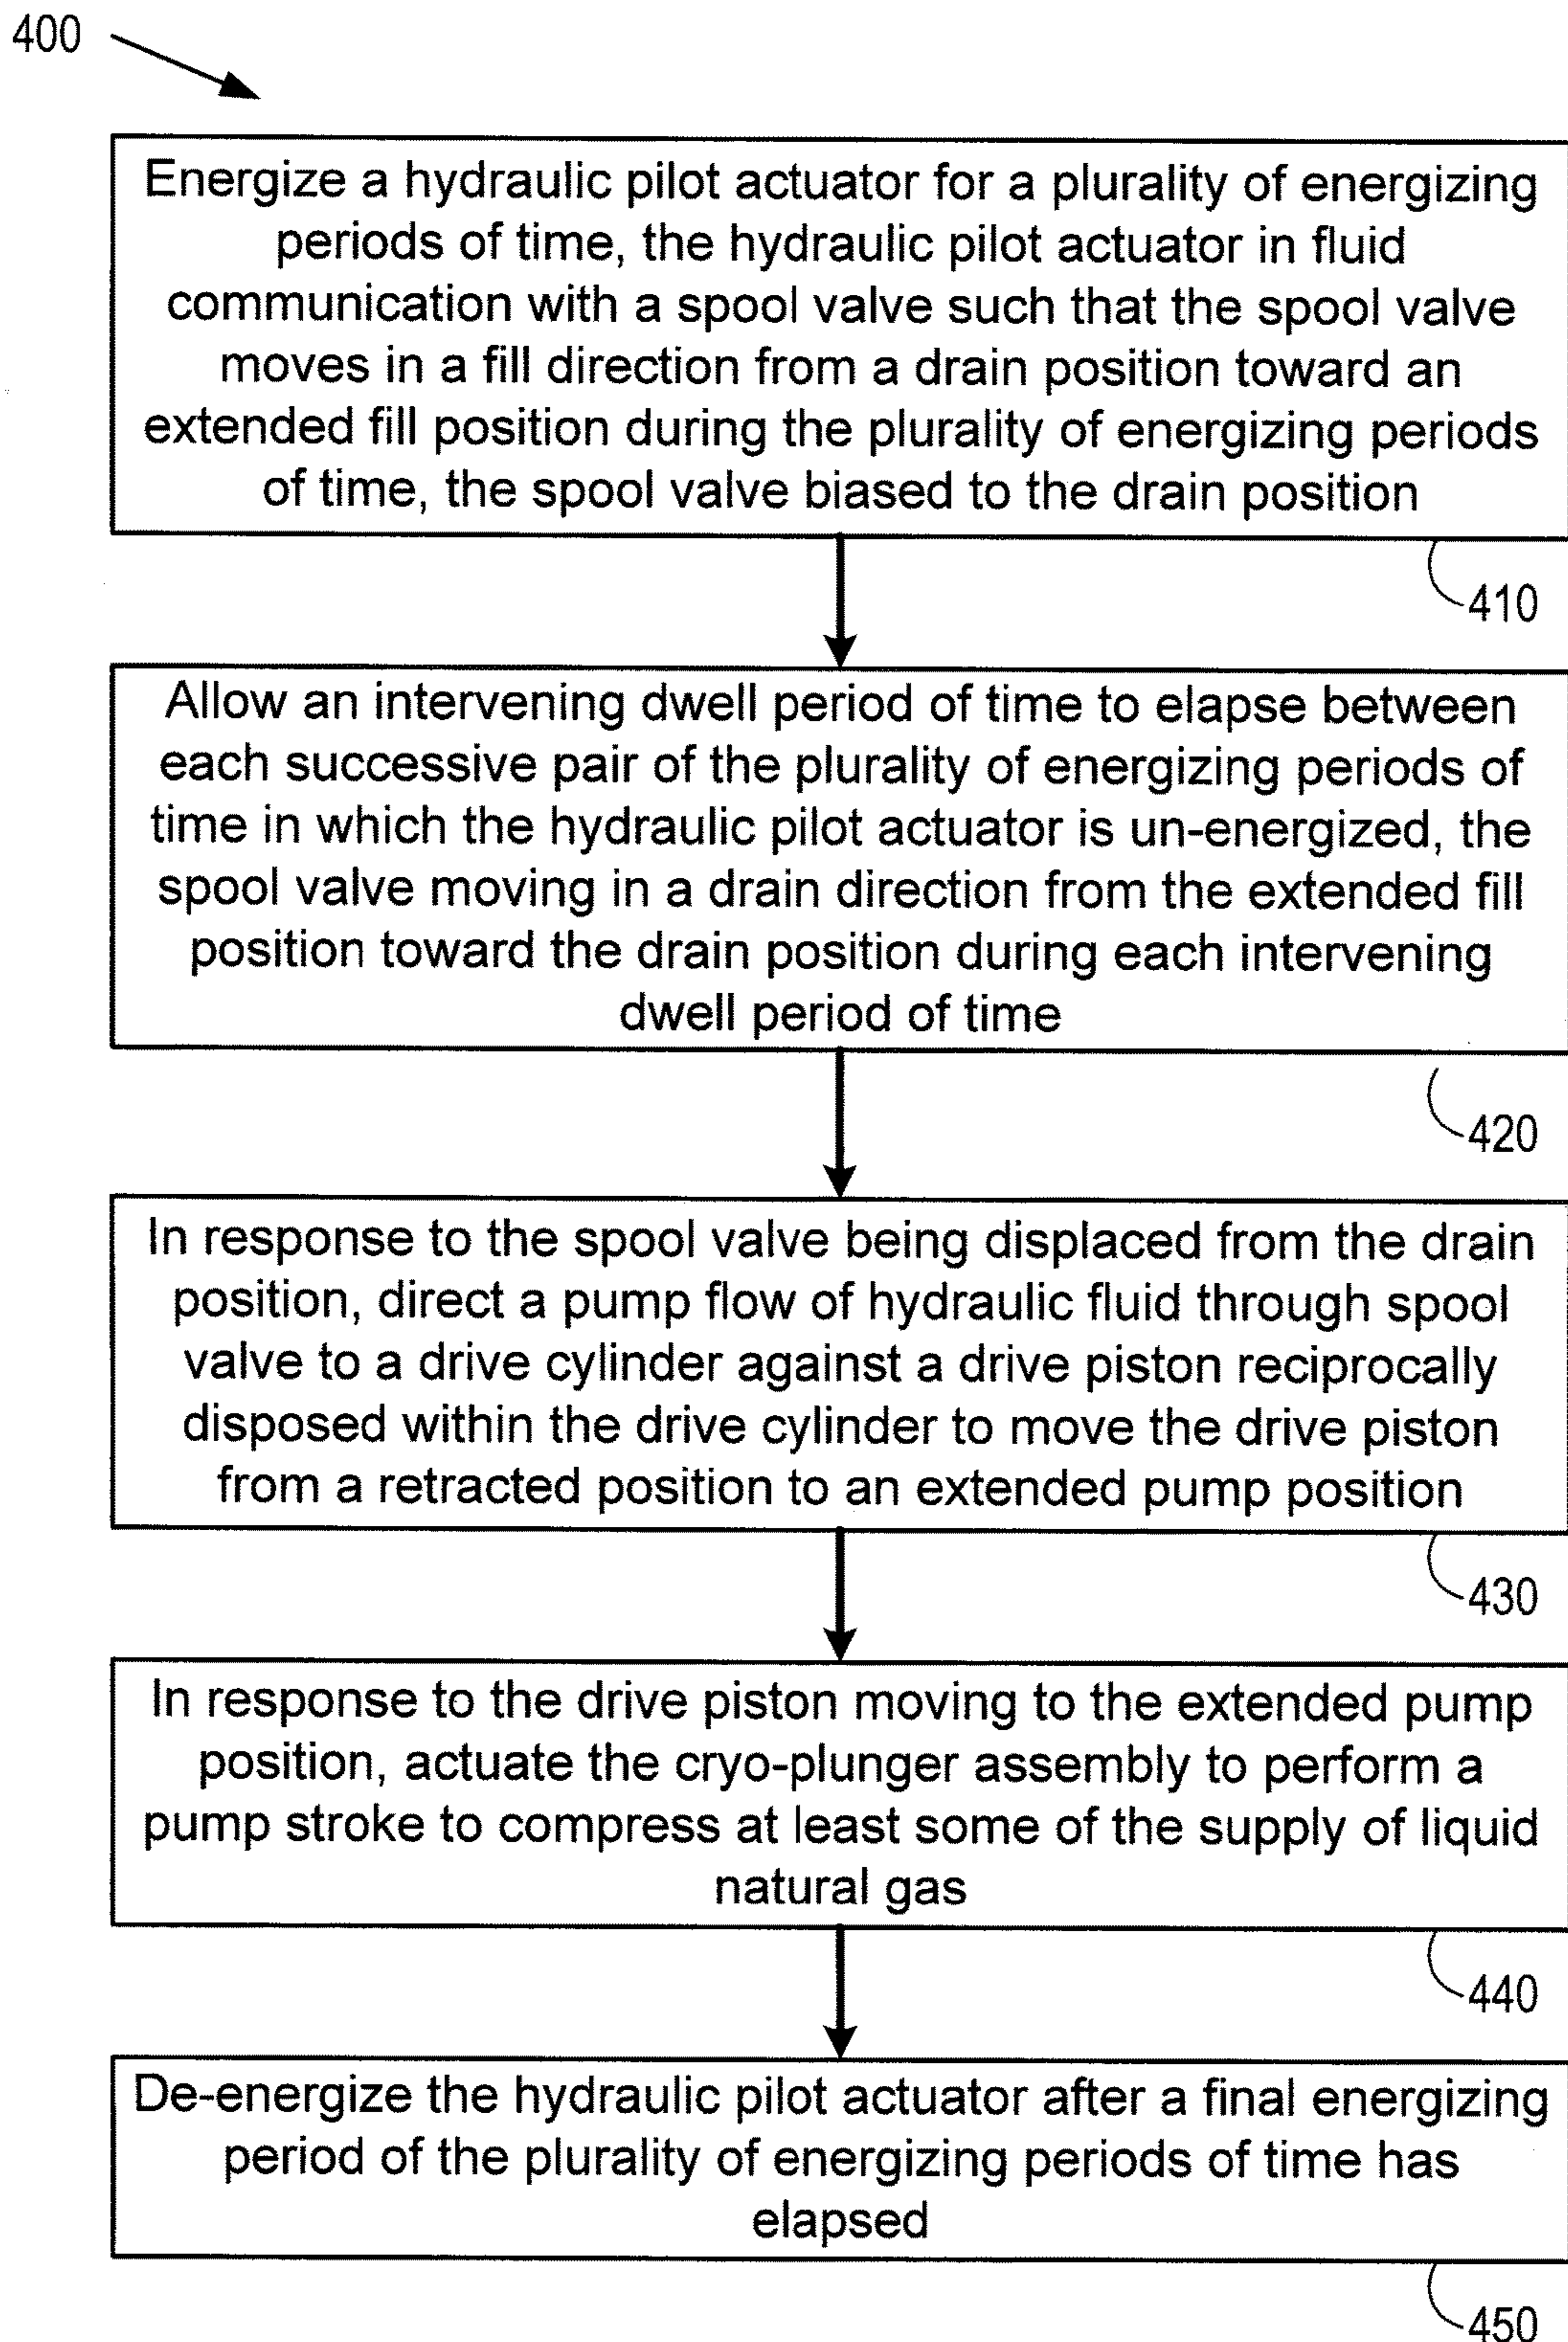 400
Energize a hydraulic pilot actuator for a plurality of energizing
periods of time, the hydraulic pilot actuator in fluid
communication with a spool valve such that the spool valve
moves in a fill direction from a drain position toward an
extended fill position during the plurality of energizing periods
of time, the spool valve biased to the drain position
410
Allow an intervening dwell period of time to elapse between
each successive pair of the plurality of energizing periods of
time in which the hydraulic pilot actuator is un-energized, the
spool valve moving in a drain direction from the extended fill
position toward the drain position during each intervening
dwell period of time
420
In response to the spool valve being displaced from the drain
position, direct a pump flow of hydraulic fluid through spool
valve to a drive cylinder against a drive piston reciprocally
disposed within the drive cylinder to move the drive piston
from a retracted position to an extended pump position
430
In response to the drive piston moving to the extended pump
position, actuate the cryo-plunger assembly to perform a
pump stroke to compress at least some of the supply of liquid
natural gas
440
De-energize the hydraulic pilot actuator after a final energizing
period of the plurality of energizing periods of time has
elapsed
450